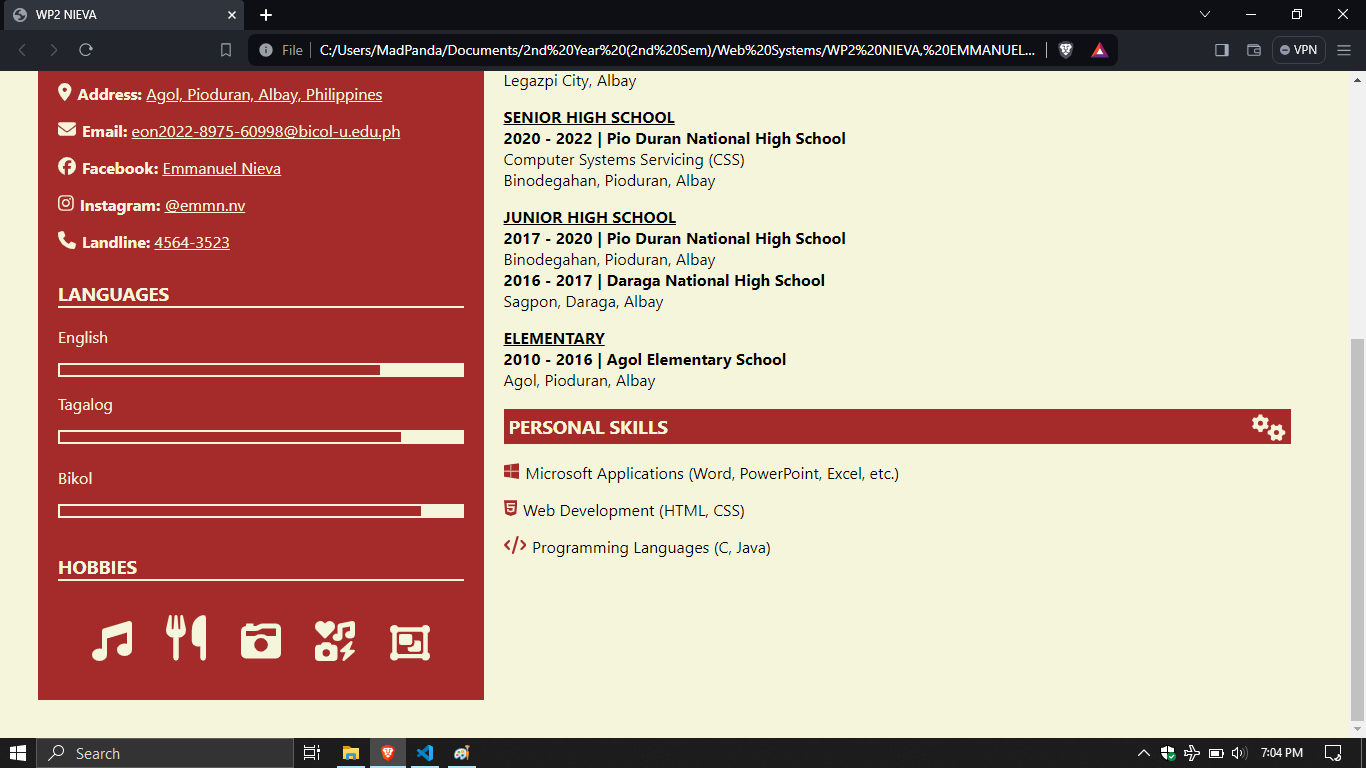 WP2 NIEVA
File
C:/Users/MadPanda/Documents/2nd%20Year%20(2nd%20Sem)/Web%20Systems/WP2%20NIEVA,%20EMMANUEL...
VPN
Address: Agol, Pioduran, Albay, Philippines
Email: eon2022-8975-60998@bicol-u.edu.ph
Facebook: Emmanuel Nieva
Instagram: @emmn.nv
Landline: 4564-3523
LANGUAGES
English
Tagalog
Bikol
HOBBIES
Legazpi City, Albay
SENIOR HIGH SCHOOL
2020 - 2022 | Pio Duran National High School
Computer Systems Servicing (CSS)
Binodegahan, Pioduran, Albay
JUNIOR HIGH SCHOOL
2017 - 2020 | Pio Duran National High School
Binodegahan, Pioduran, Albay
2016 - 2017 | Daraga National High School
Sagpon, Daraga, Albay
ELEMENTARY
2010 - 2016 | Agol Elementary School
Agol, Pioduran, Albay
PERSONAL SKILLS
Microsoft Applications (Word, PowerPoint, Excel, etc.)
Web Development (HTML, CSS)
Programming Languages (C, Java)
Search
7:04 PM